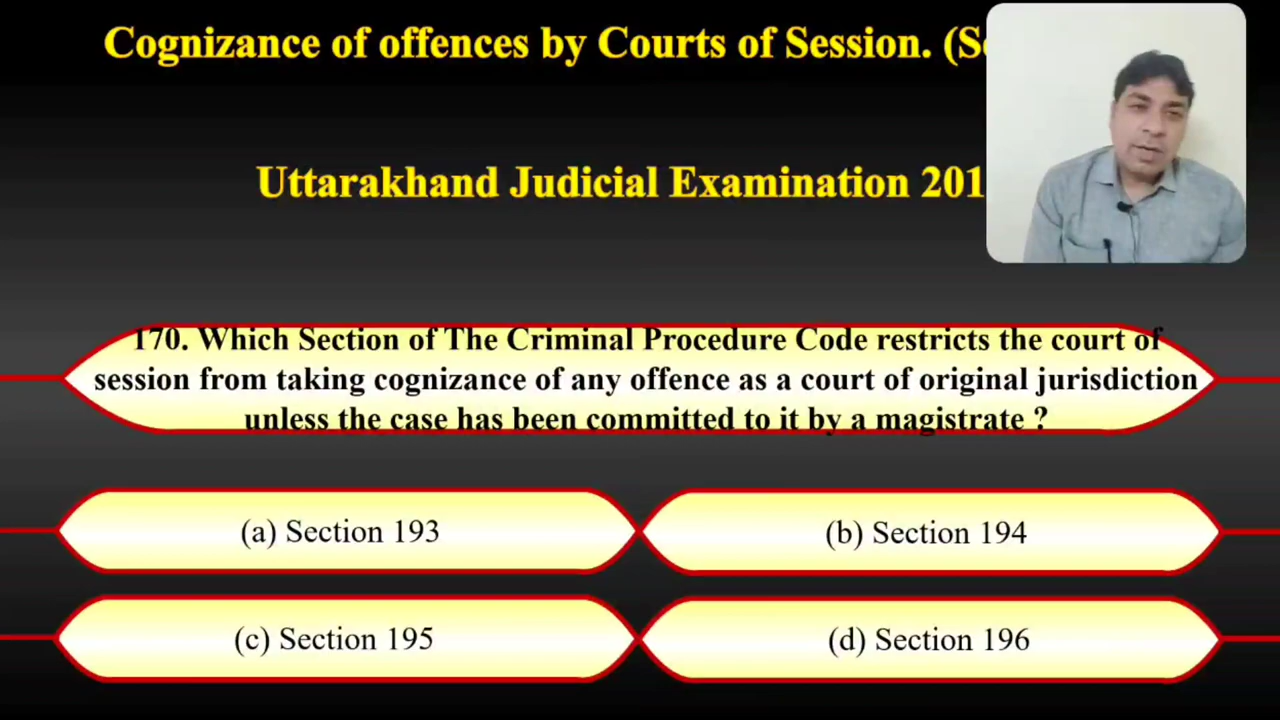 Cognizance of offences by Courts of Session.
Uttarakhand Judicial Examination
170. Which Section of The Criminal Procedure Code restricts the court of
session from taking cognizance of any offence as a court of original jurisdiction
unless the case has been committed to it by a magistrate ?
(a) Section 193
(b) Section 194
(c) Section 195
(d) Section 196